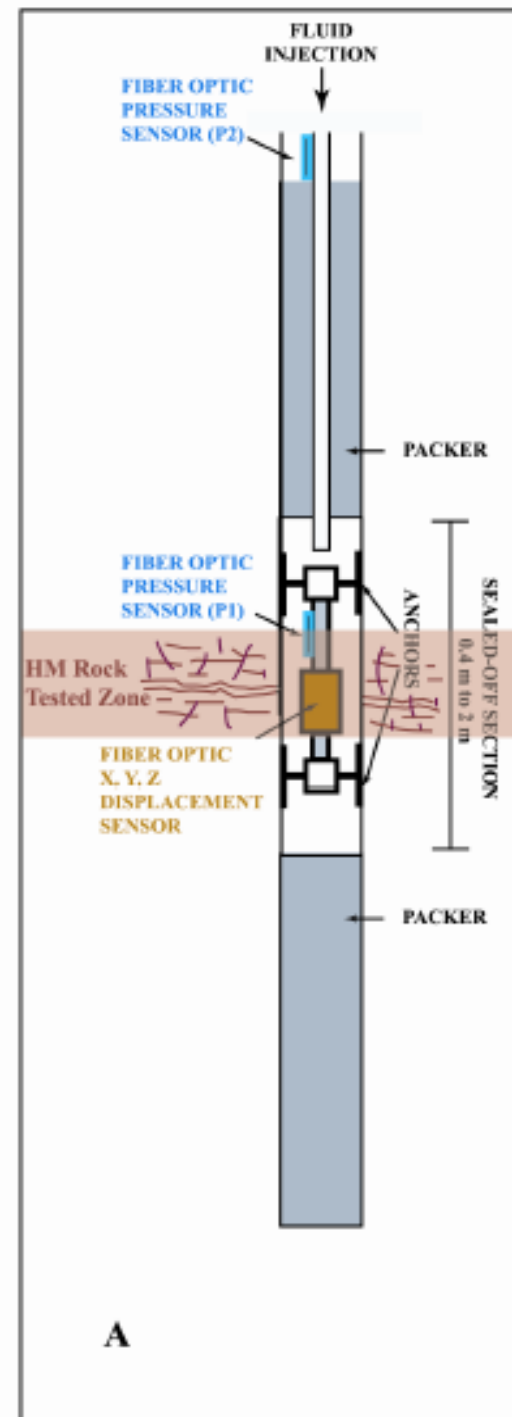 FLUID
INJECTION
FIBER OPTIC
PRESSURE
SENSOR (P2)
PACKER
FIBER OPTIC
PRESSURE
SENSOR (P1)
ANCHORS
SEALED-OFF SECTION
0.4 m to 2 m
HM Rock
Tested Zone
FIBER OPTIC
X, Y, Z
DISPLACEMENT
SENSOR
PACKER
A